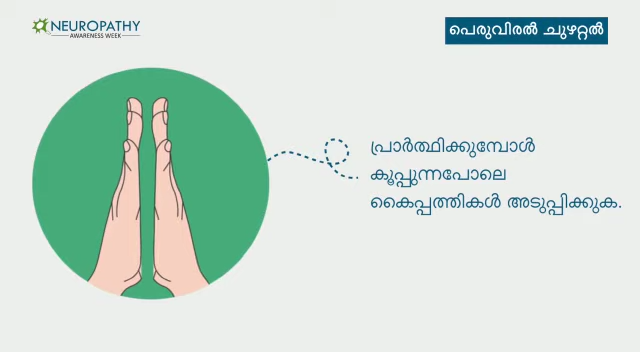 NEUROPATHY
AWARENESS WEEK
പെരുവിരൽ ചുഴറ്റൽ
പ്രാർത്ഥിക്കുമ്പോൾ
കൂപ്പുന്നപോലെ
കൈപ്പത്തികൾ അടുപ്പിക്കുക.